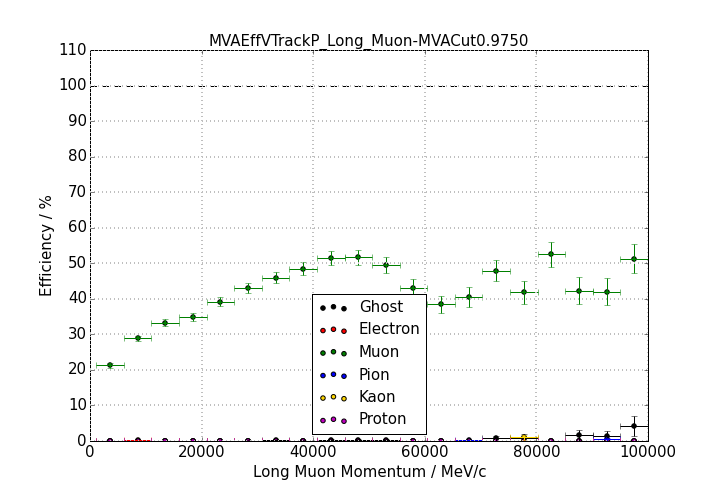 MVAEffVTrackP_Long_Muon-MVACut0.9750
110
100
90
80
70
60
50
40
30
20
10
0
Efficiency / %
Ghost
Electron
Muon
Pion
Kaon
Proton
0 20000 40000 60000 80000 100000
Long Muon Momentum / MeV/c